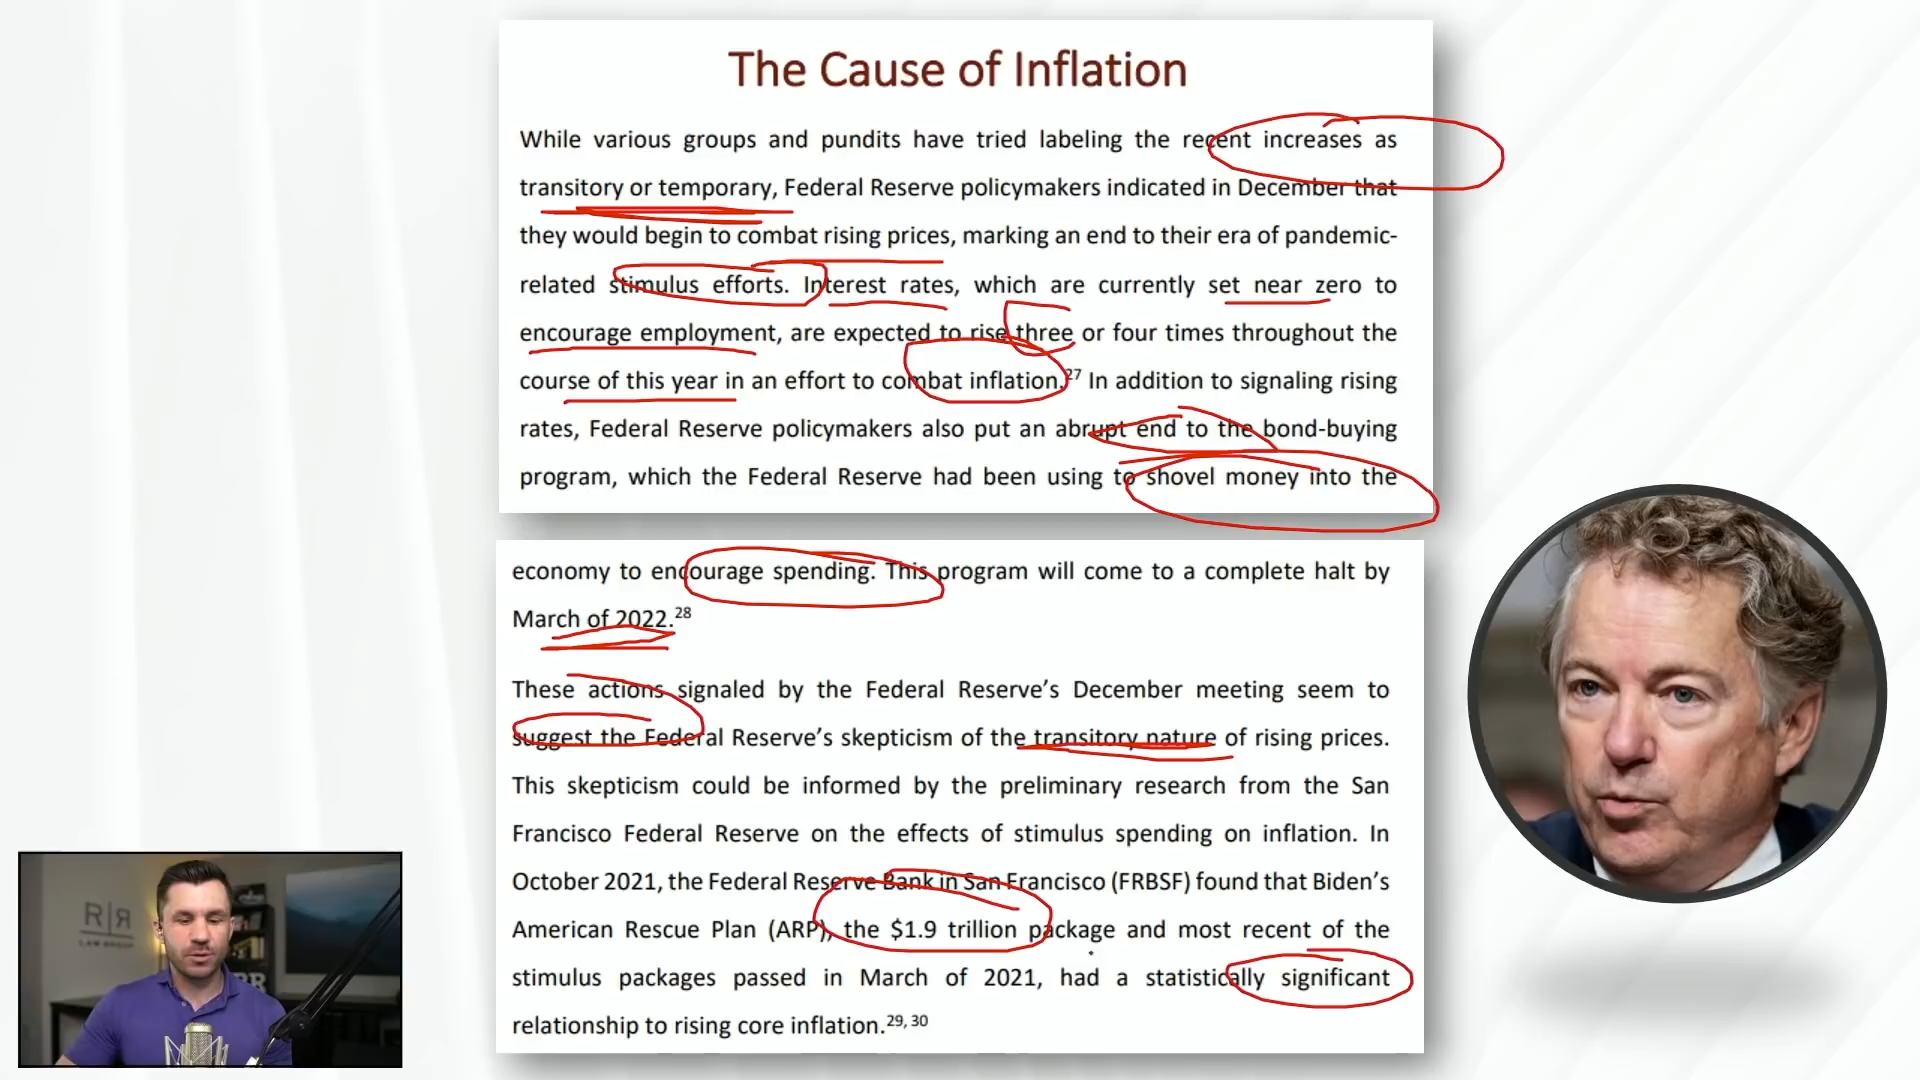 The Cause of Inflation
While various groups and pundits have tried labeling the recent increases as
transitory or temporary, Federal Reserve policymakers indicated in December that
they would begin to combat rising prices, marking an end to their era of pandemic-
related stimulus efforts. Interest rates, which are currently set near zero to
encourage employment, are expected to rise three or four times throughout the
course of this year in an effort to combat inflation.27 In addition to signaling rising
rates, Federal Reserve policymakers also put an abrupt end to the bond-buying
program, which the Federal Reserve had been using to shovel money into the
economy to encourage spending. This program will come to a complete halt by
March of 2022.28
These actions signaled by the Federal Reserve’s December meeting seem to
suggest the Federal Reserve’s skepticism of the transitory nature of rising prices.
This skepticism could be informed by the preliminary research from the San
Francisco Federal Reserve on the effects of stimulus spending on inflation. In
October 2021, the Federal Reserve Bank in San Francisco (FRBSF) found that Biden’s
American Rescue Plan (ARP), the $1.9 trillion package and most recent of the
stimulus packages passed in March of 2021, had a statistically significant
relationship to rising core inflation.29, 30
R|R
LAW GROUP